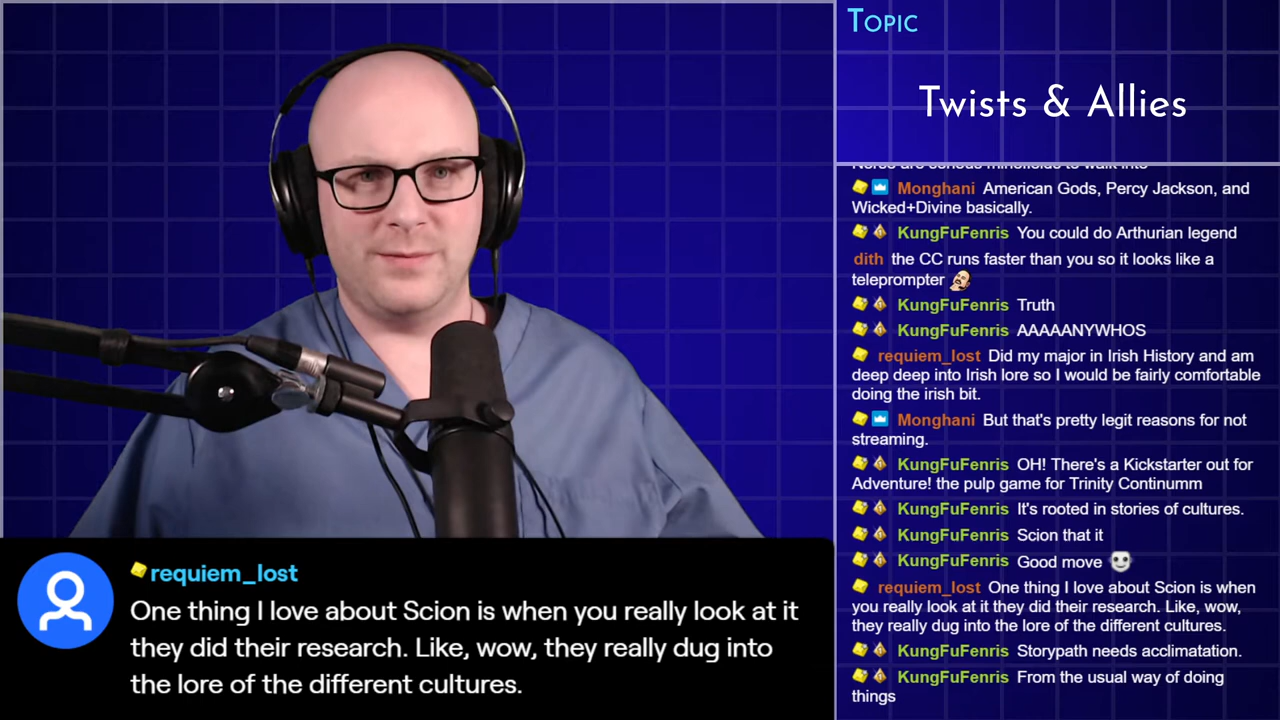 Topic
Twists & Allies
Monghani American Gods, Percy Jackson, and
Wicked+Divine basically.
KungFuFenris You could do Arthurian legend
dith the CC runs faster than you so it looks like a
teleprompter
KungFuFenris Truth
KungFuFenris AAAAANYWHOS
requiem_lost Did my major in Irish History and am
deep deep into Irish lore so I would be fairly comfortable
doing the irish bit.
Monghani But that's pretty legit reasons for not
streaming.
KungFuFenris OH! There's a Kickstarter out for
Adventure! the pulp game for Trinity Continumm
KungFuFenris It's rooted in stories of cultures.
KungFuFenris Scion that it
KungFuFenris Good move
requiem_lost One thing I love about Scion is when
you really look at it they did their research. Like, wow,
they really dug into the lore of the different cultures.
KungFuFenris Storypath needs acclimatation.
KungFuFenris From the usual way of doing
things
requiem_lost
One thing I love about Scion is when you really look at it
they did their research. Like, wow, they really dug into
the lore of the different cultures.